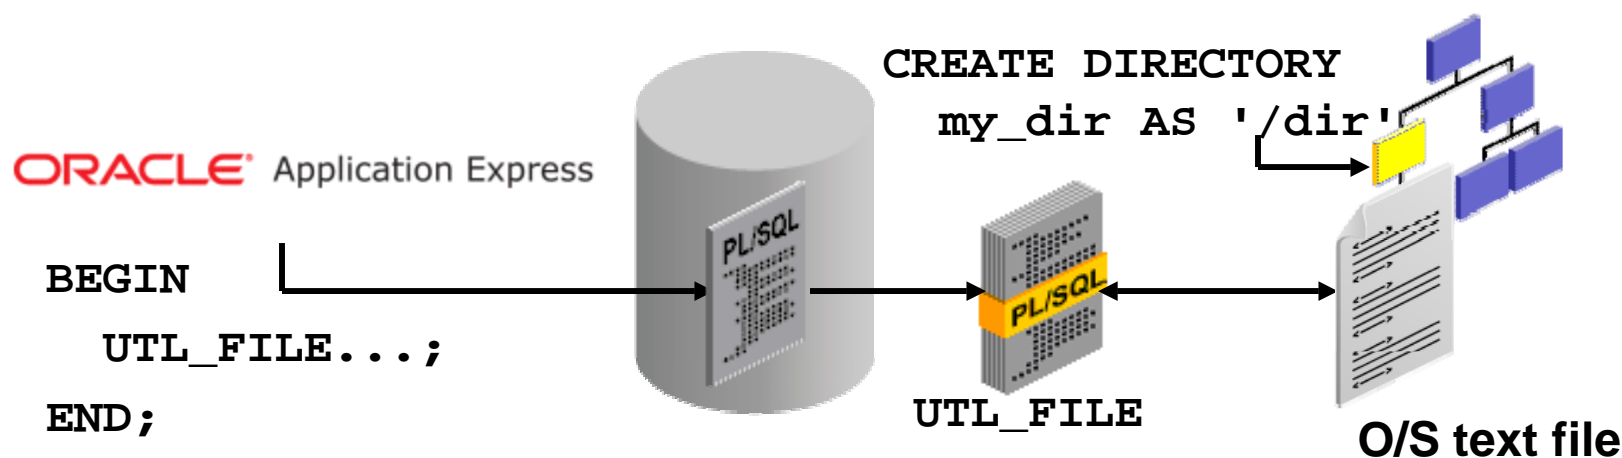 CREATE DIRECTORY
my_dir AS '/dir'
ORACLE® Application Express
BEGIN
UTL_FILE...;
END;
PL/SQL
PL/SQL
UTL_FILE
O/S text file